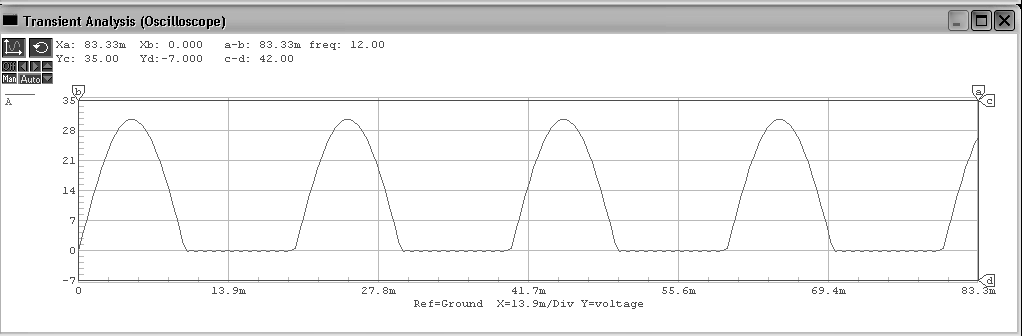 Transient Analysis (Oscilloscope)
Xa: 83.33m Xb: 0.000 a-b: 83.33m freq: 12.00
Yc: 35.00 Yd:-7.000 c-d: 42.00
Off
Man Auto
A
b a
35 c
28
21
14
7
0
-7 d
0 13.9m 27.8m 41.7m 55.6m 69.4m 83.3m
Ref=Ground X=13.9m/Div Y=voltage